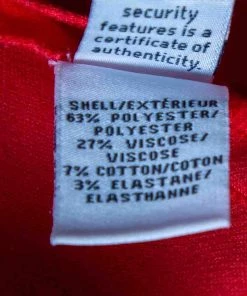 security
features is a
certificate of
authenticity.
SHELL/EXTÉRIEUR
63% POLYESTER/
POLYESTER
27% VISCOSE/
VISCOSE
7% COTTON/COTON
3% ELASTANE/
ELASTHANNE